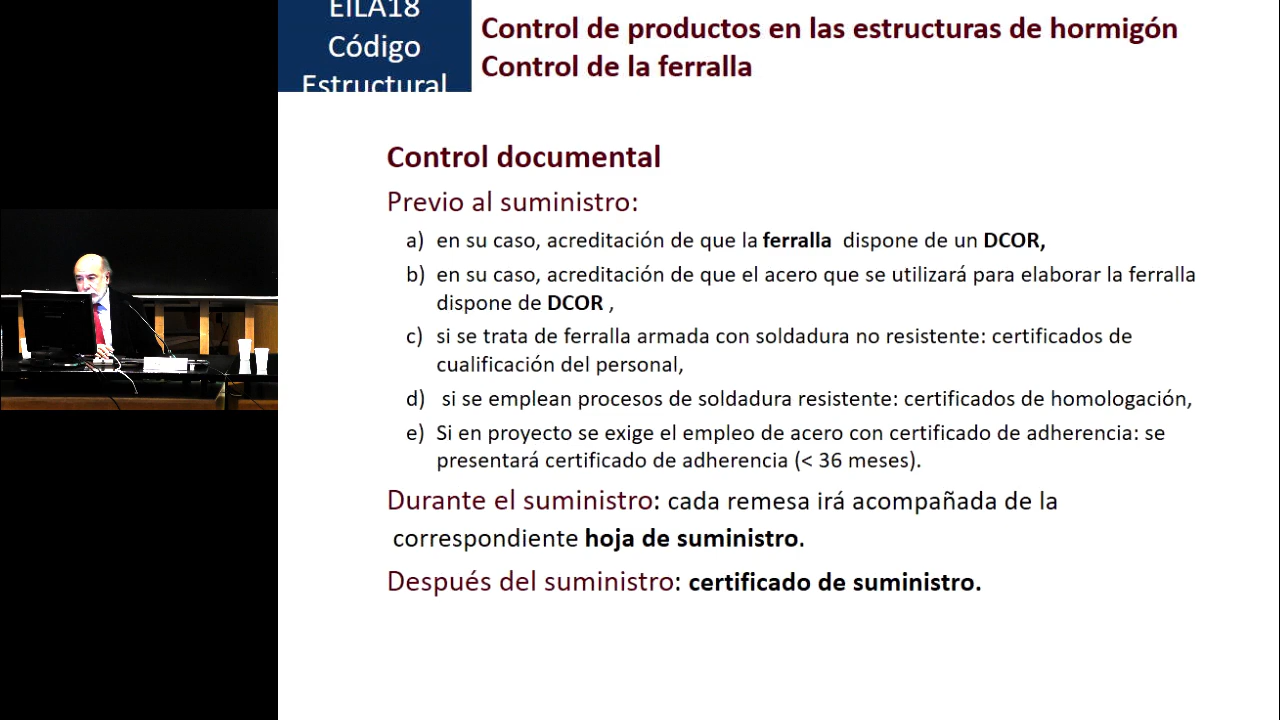 EILA18
Código
Estructural
Control de productos en las estructuras de hormigón
Control de la ferralla
Control documental
Previo al suministro:
a) en su caso, acreditación de que la ferralla dispone de un DCOR,
b) en su caso, acreditación de que el acero que se utilizará para elaborar la ferralla
dispone de DCOR ,
c) si se trata de ferralla armada con soldadura no resistente: certificados de
cualificación del personal,
d) si se emplean procesos de soldadura resistente: certificados de homologación,
e) Si en proyecto se exige el empleo de acero con certificado de adherencia: se
presentará certificado de adherencia (< 36 meses).
Durante el suministro: cada remesa irá acompañada de la
correspondiente hoja de suministro.
Después del suministro: certificado de suministro.